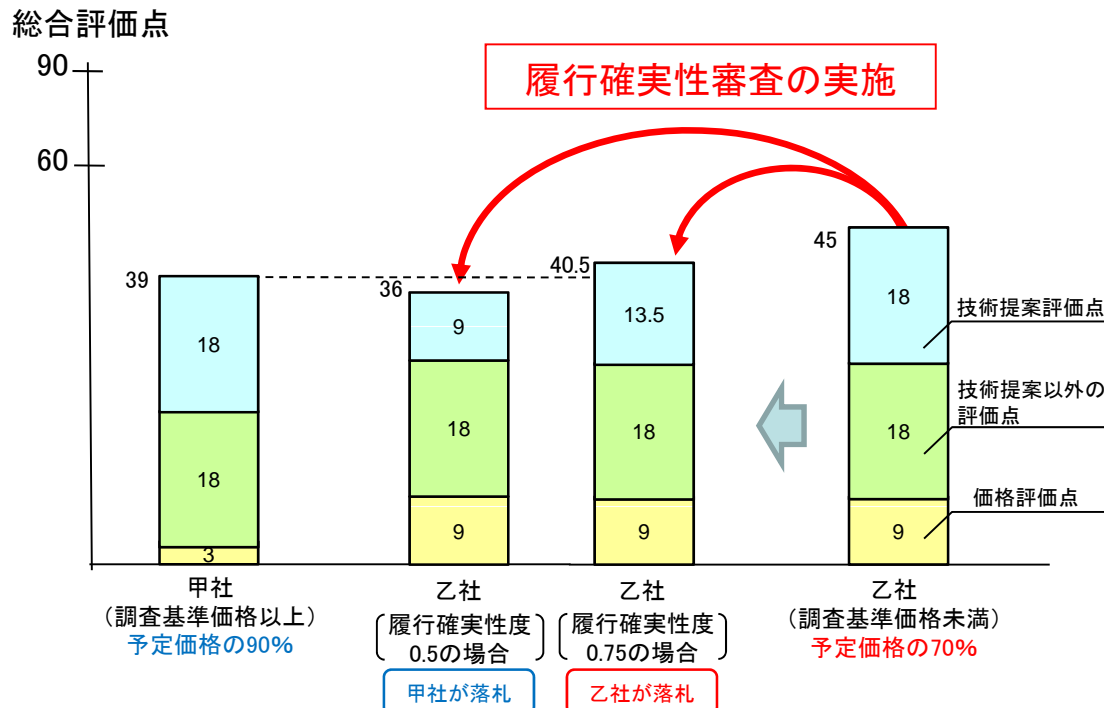 総合評価点
90
60
履行確実性審査の実施
39
18
18
3
36
9
18
9
40.5
13.5
18
9
45
18
18
9
技術提案評価点
技術提案以外の
評価点
価格評価点
甲社
（調査基準価格以上）
予定価格の90%
乙社
履行確実性度
0.5の場合
甲社が落札
乙社
履行確実性度
0.75の場合
乙社が落札
乙社
（調査基準価格未満）
予定価格の70%